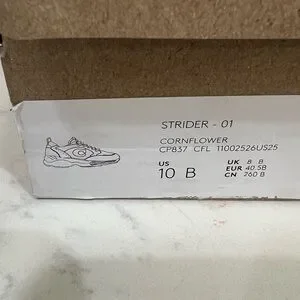 STRIDER - 01
CORNFLOWER
CP837 CFL 11002526US25
US
10 B
UK 8 B
EUR 40.5B
CN 260 B